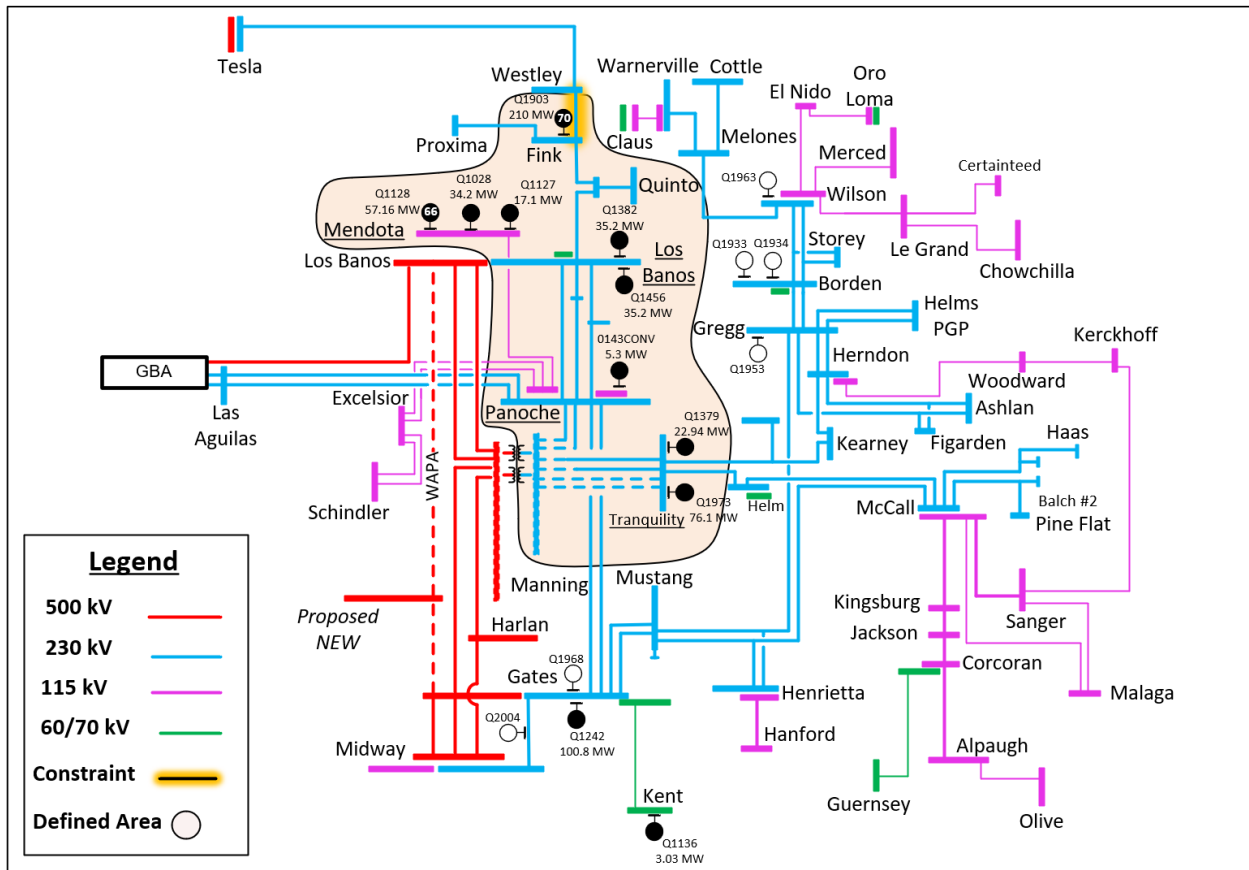 Tesla
Westley
Q1903
210 MW
70
Proxima
Fink
Warnerville
Cottle
Claus
Melones
El Nido
Oro
Loma
Merced
Certainteed
Q1963
Wilson
Le Grand
Chowchilla
Quinto
Q1128
57.16 MW
66
Q1028
34.2 MW
Q1127
17.1 MW
Mendota
Q1382
35.2 MW
Los Banos
Los
Banos
Q1456
35.2 MW
Storey
Q1933
Q1934
Borden
Gregg
Q1953
Helms
PGP
Herndon
Kerckhoff
Woodward
Ashlan
Figarden
Kearney
GBA
Las
Aguilas
Excelsior
Schindler
WAPA
0143CONV
5.3 MW
Panoche
Q1379
22.94 MW
Q1973
76.1 MW
Tranquility
Helm
McCall
Haas
Balch #2
Pine Flat
Manning
Mustang
Proposed
NEW
Harlan
Kingsburg
Jackson
Corcoran
Sanger
Malaga
Gates
Q1968
Q2004
Q1242
100.8 MW
Henrietta
Hanford
Midway
Kent
Q1136
3.03 MW
Guernsey
Alpaugh
Olive
Legend
500 kV
230 kV
115 kV
60/70 kV
Constraint
Defined Area